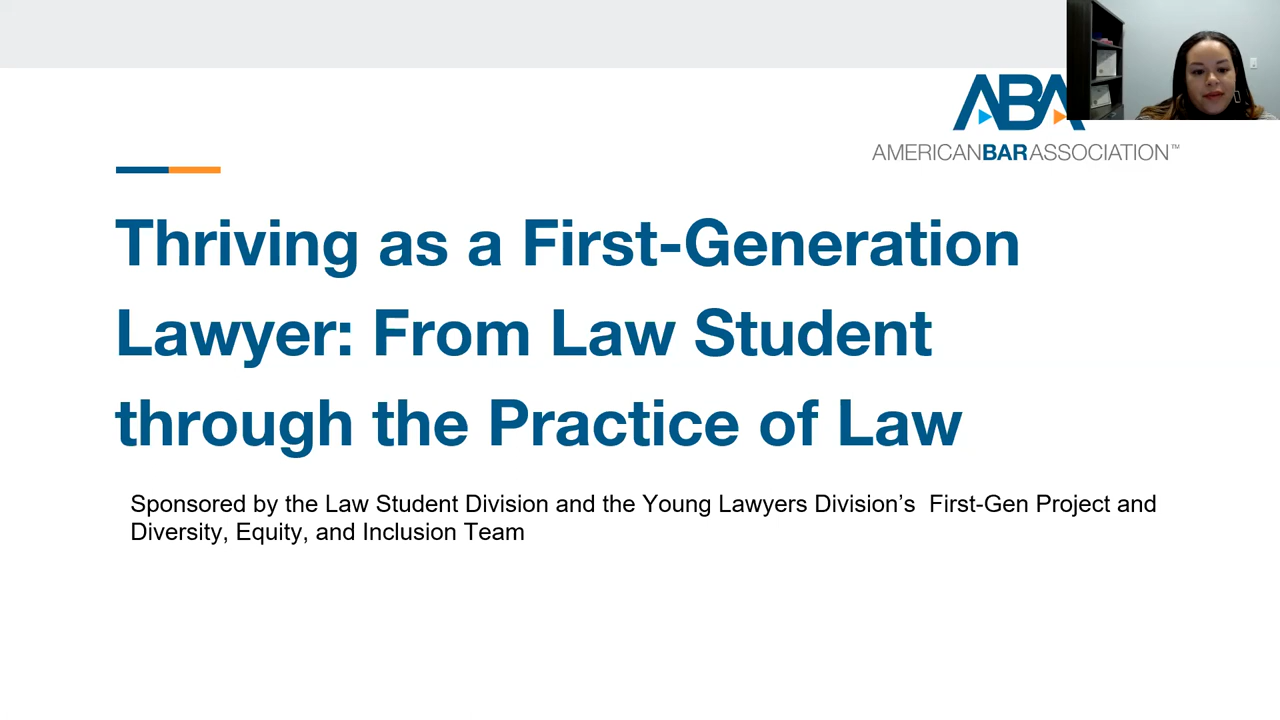 ABA
AMERICANBARASSOCIATION™
Thriving as a First-Generation
Lawyer: From Law Student
through the Practice of Law
Sponsored by the Law Student Division and the Young Lawyers Division’s  First-Gen Project and
Diversity, Equity, and Inclusion Team